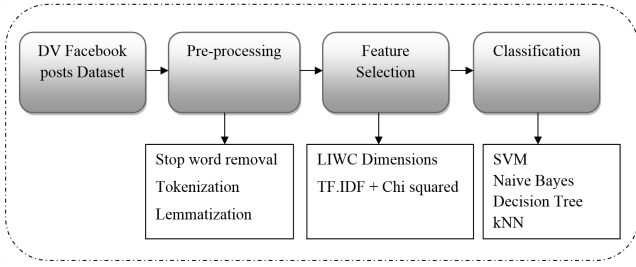 DV Facebook
posts Dataset
Pre-processing
Feature
Selection
Classification
Stop word removal
Tokenization
Lemmatization
LIWC Dimensions
TF.IDF + Chi squared
SVM
Naive Bayes
Decision Tree
kNN